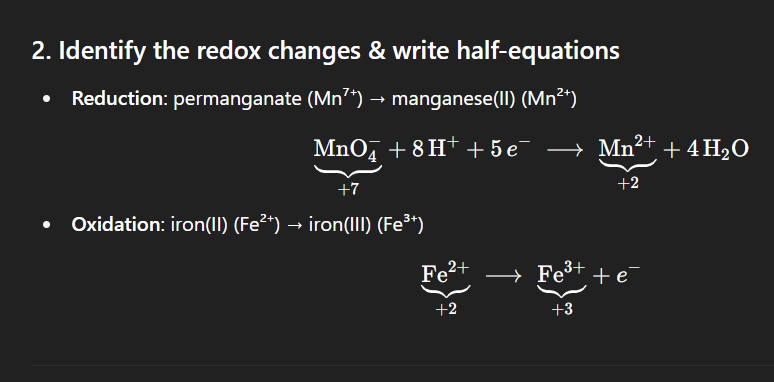 2. Identify the redox changes & write half-equations
• Reduction: permanganate (Mn⁷⁺) → manganese(II) (Mn²⁺)
MnO₄⁻ + 8 H⁺ + 5 e⁻ ⟶ Mn²⁺ + 4 H₂O
+7 +2
• Oxidation: iron(II) (Fe²⁺) → iron(III) (Fe³⁺)
Fe²⁺ ⟶ Fe³⁺ + e⁻
+2 +3